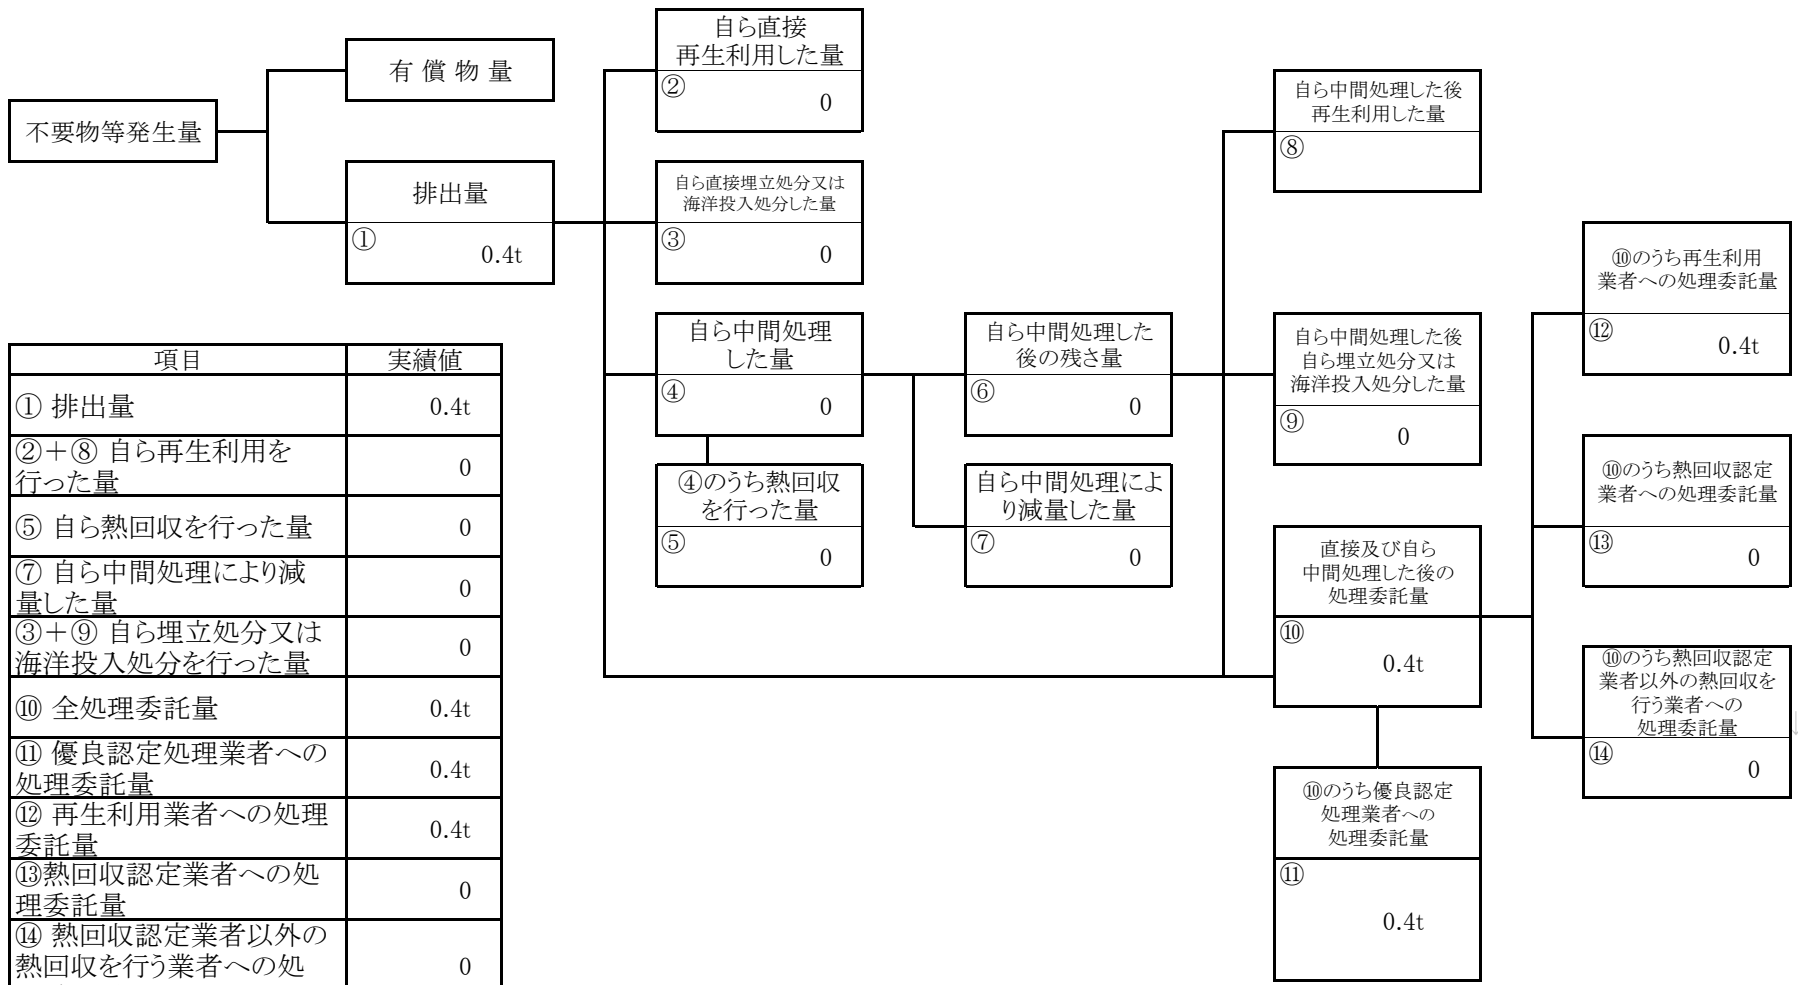 不要物等発生量
有 償 物 量
排出量
①
0.4t
自ら直接
再生利用した量
②
0
自ら直接埋立処分又は
海洋投入処分した量
③
0
自ら中間処理
した量
④
0
④のうち熱回収
を行った量
⑤
0
自ら中間処理した
後の残さ量
⑥
0
自ら中間処理によ
り減量した量
⑦
0
自ら中間処理した後
再生利用した量
⑧
自ら中間処理した後
自ら埋立処分又は
海洋投入処分した量
⑨
0
直接及び自ら
中間処理した後の
処理委託量
⑩
0.4t
⑩のうち優良認定
処理業者への
処理委託量
⑪
0.4t
⑩のうち再生利用
業者への処理委託量
⑫
0.4t
⑩のうち熱回収認定
業者への処理委託量
⑬
0
⑩のうち熱回収認定
業者以外の熱回収を
行う業者への
処理委託量
⑭
0
項目 実績値
① 排出量 0.4t
②＋⑧ 自ら再生利用を
行った量 0
⑤ 自ら熱回収を行った量 0
⑦ 自ら中間処理により減
量した量 0
③＋⑨ 自ら埋立処分又は
海洋投入処分を行った量 0
⑩ 全処理委託量 0.4t
⑪ 優良認定処理業者への
処理委託量 0.4t
⑫ 再生利用業者への処理
委託量 0.4t
⑬熱回収認定業者への処
理委託量 0
⑭ 熱回収認定業者以外の
熱回収を行う業者への処 0